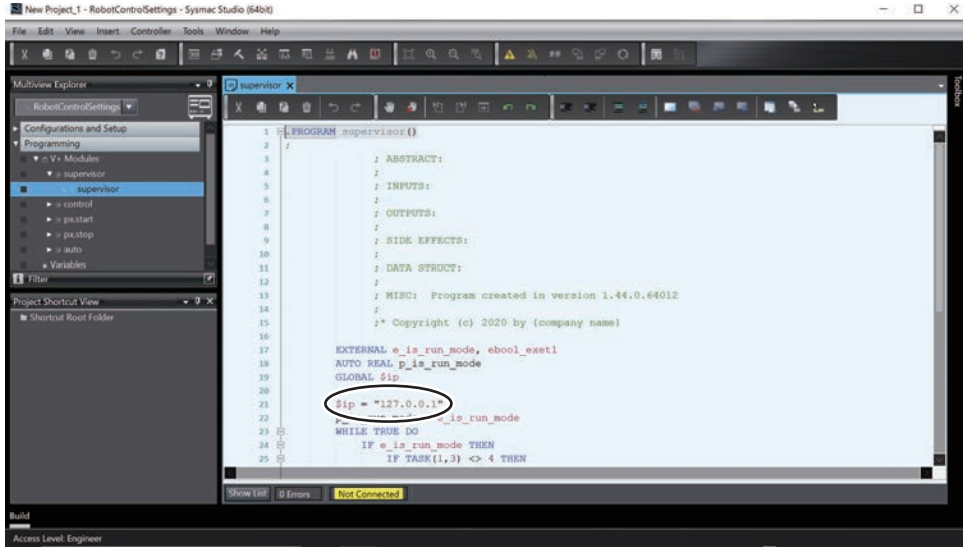 New Project_1 - RobotControlSettings - Sysmac Studio (64bit)
File Edit View Insert Controller Tools Window Help
Multiview Explorer
RobotControlSettings
Configurations and Setup
Programming
V+ Modules
supervisor
supervisor
control
px.start
px.stop
auto
Variables
Filter
Project Shortcut View
Shortcut Root Folder
supervisor
Toolbox
1 .PROGRAM supervisor()
2 ;
3 ; ABSTRACT:
4 ;
5 ; INPUTS:
6 ;
7 ; OUTPUTS:
8 ;
9 ; SIDE EFFECTS:
10 ;
11 ; DATA STRUCT:
12 ;
13 ; MISC: Program created in version 1.44.0.64012
14 ;
15 ;* Copyright (c) 2020 by {company name}
16
17 EXTERNAL e_is_run_mode, ebool_exet1
18 AUTO REAL p_is_run_mode
19 GLOBAL $ip
20
21 $ip = "127.0.0.1"
22 is_run_mode
23 WHILE TRUE DO
24 IF e_is_run_mode THEN
25 IF TASK(1,3) <> 4 THEN
Show List 0 Errors Not Connected
Build
Access Level: Engineer